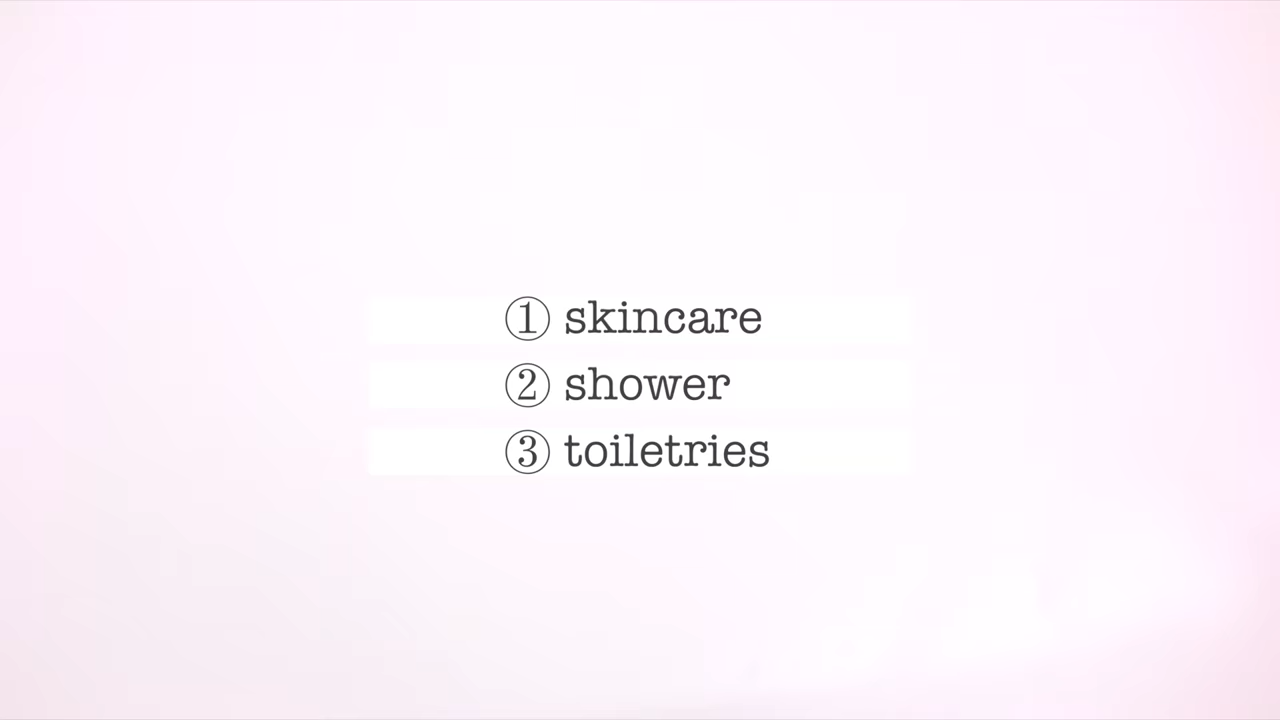 ① skincare
② shower
③ toiletries